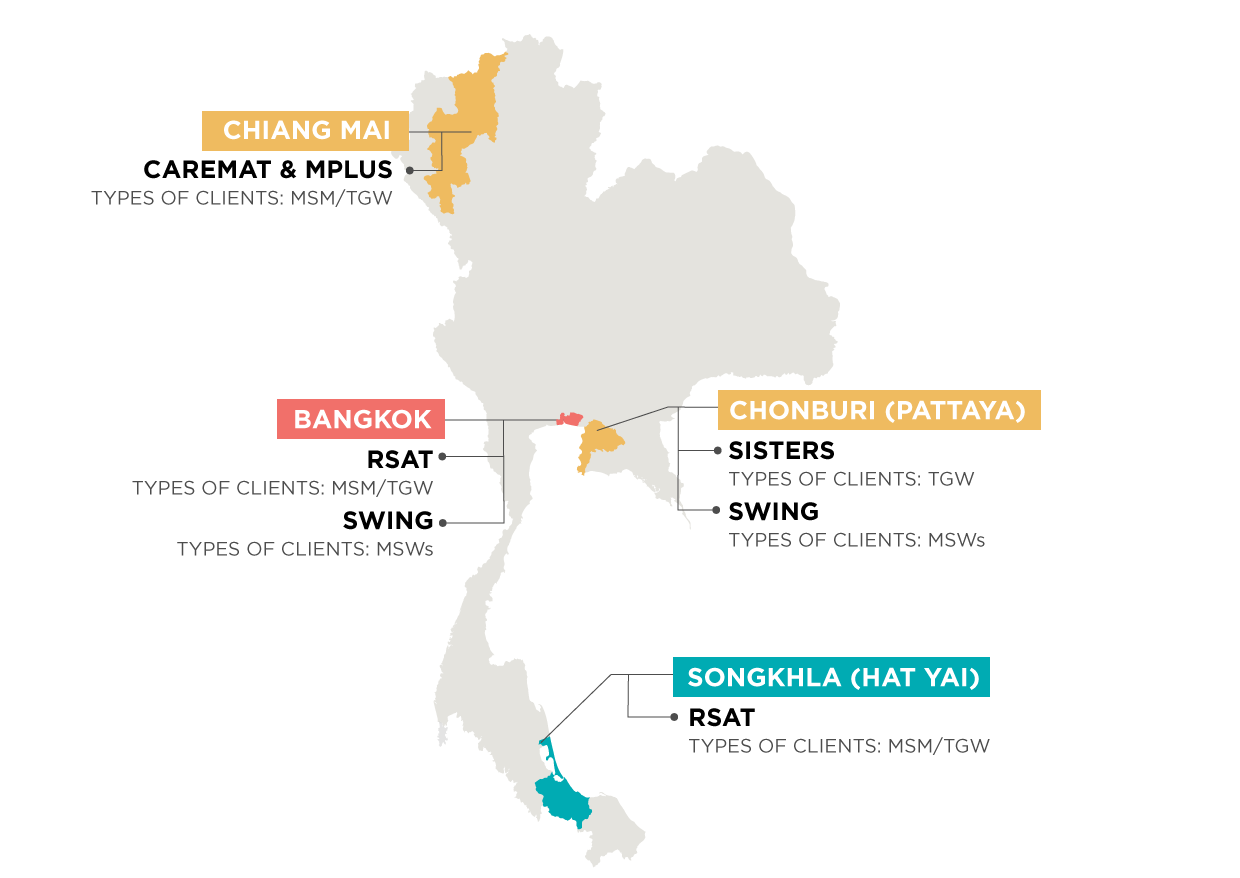 CHIANG MAI
CAREMAT & MPLUS
TYPES OF CLIENTS: MSM/TGW
BANGKOK
RSAT
TYPES OF CLIENTS: MSM/TGW
SWING
TYPES OF CLIENTS: MSWs
CHONBURI (PATTAYA)
SISTERS
TYPES OF CLIENTS: TGW
SWING
TYPES OF CLIENTS: MSWs
SONGKHLA (HAT YAI)
RSAT
TYPES OF CLIENTS: MSM/TGW